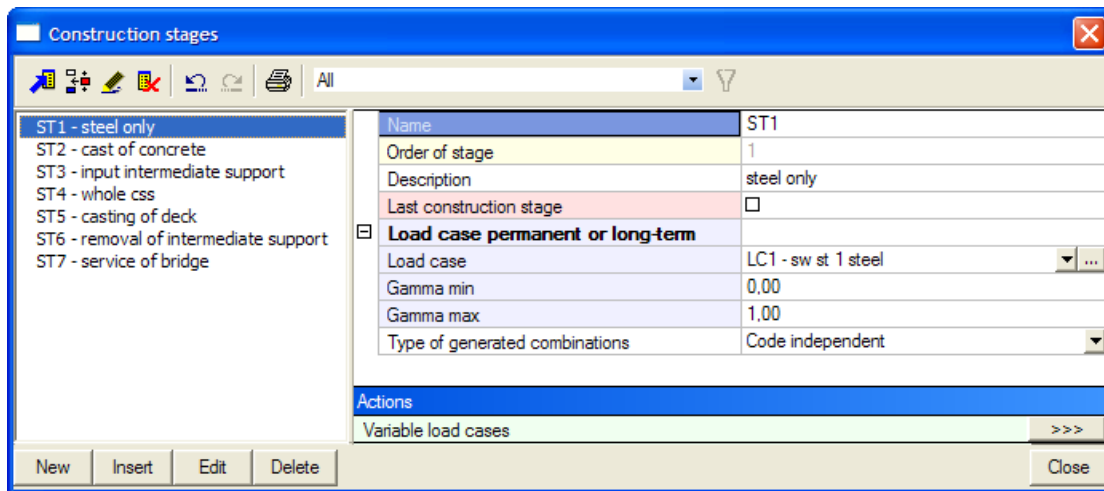 Construction stages
All
ST1 - steel only
ST2 - cast of concrete
ST3 - input intermediate support
ST4 - whole css
ST5 - casting of deck
ST6 - removal of intermediate support
ST7 - service of bridge
Name ST1
Order of stage 1
Description steel only
Last construction stage
Load case permanent or long-term
Load case LC1 - sw st 1 steel ...
Gamma min 0,00
Gamma max 1,00
Type of generated combinations Code independent
Actions
Variable load cases >>>
New Insert Edit Delete Close